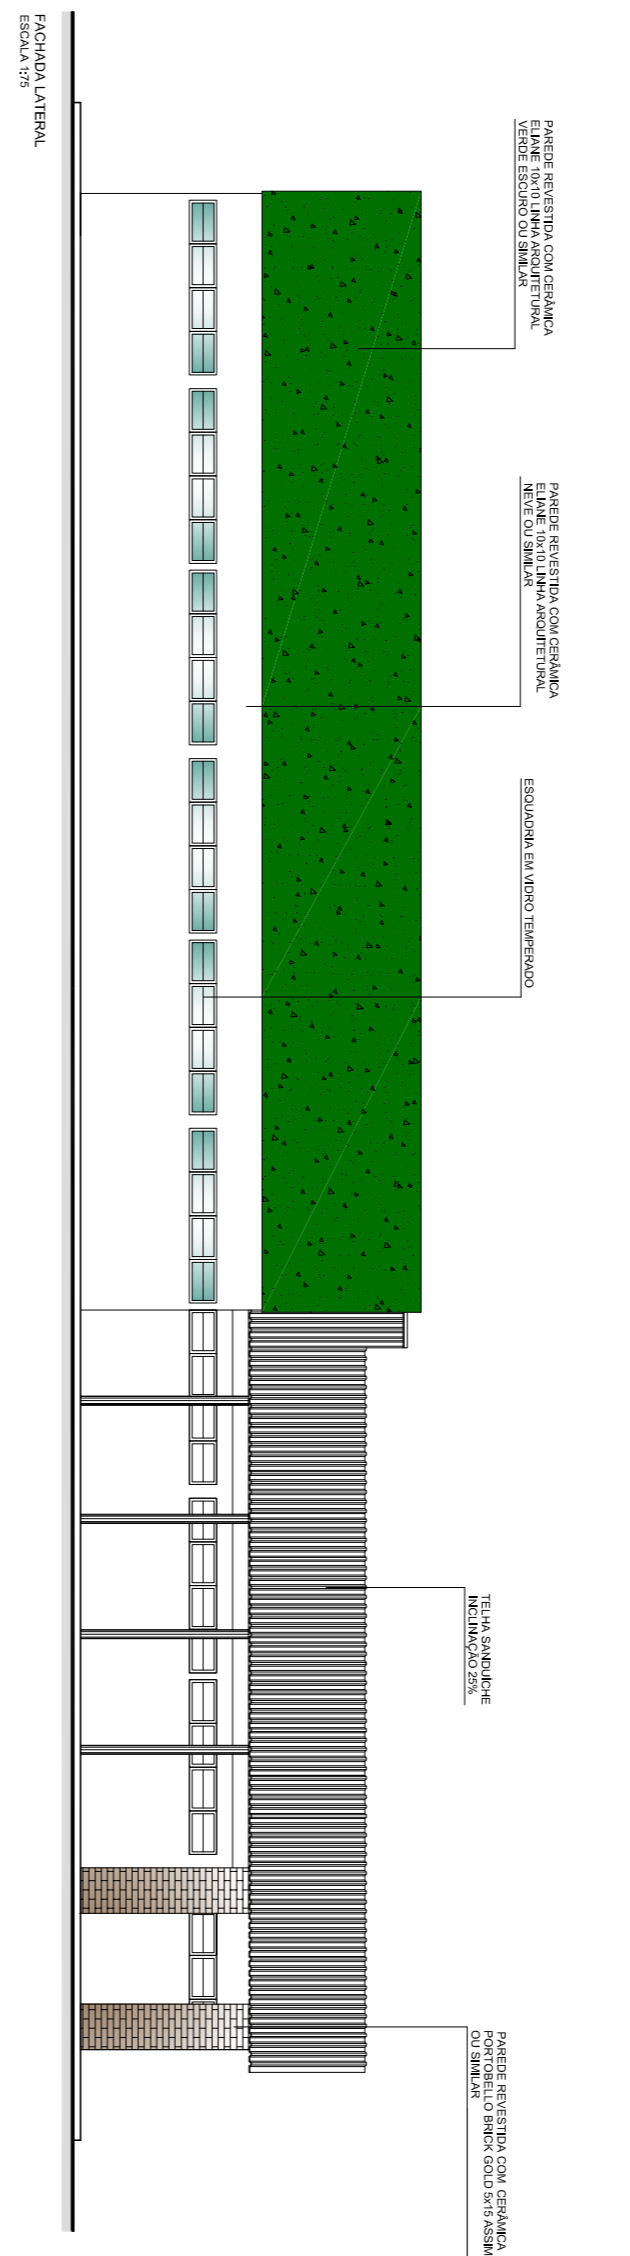 PAREDE REVESTIDA COM CERÂMICA
ELIANE 10x10 LINHA ARQUITETURAL
VERDE ESCURO OU SIMILAR
PAREDE REVESTIDA COM CERÂMICA
ELIANE 10x10 LINHA ARQUITETURAL
NEVE OU SIMILAR
ESQUADRIA EM VIDRO TEMPERADO
TELHA SANDUÍCHE
INCLINAÇÃO 25%
PAREDE REVESTIDA COM CERÂMICA
PORTOBELLO BRICK GOLD 5x15 ASSIM
OU SIMILAR
FACHADA LATERAL
ESCALA 1:75